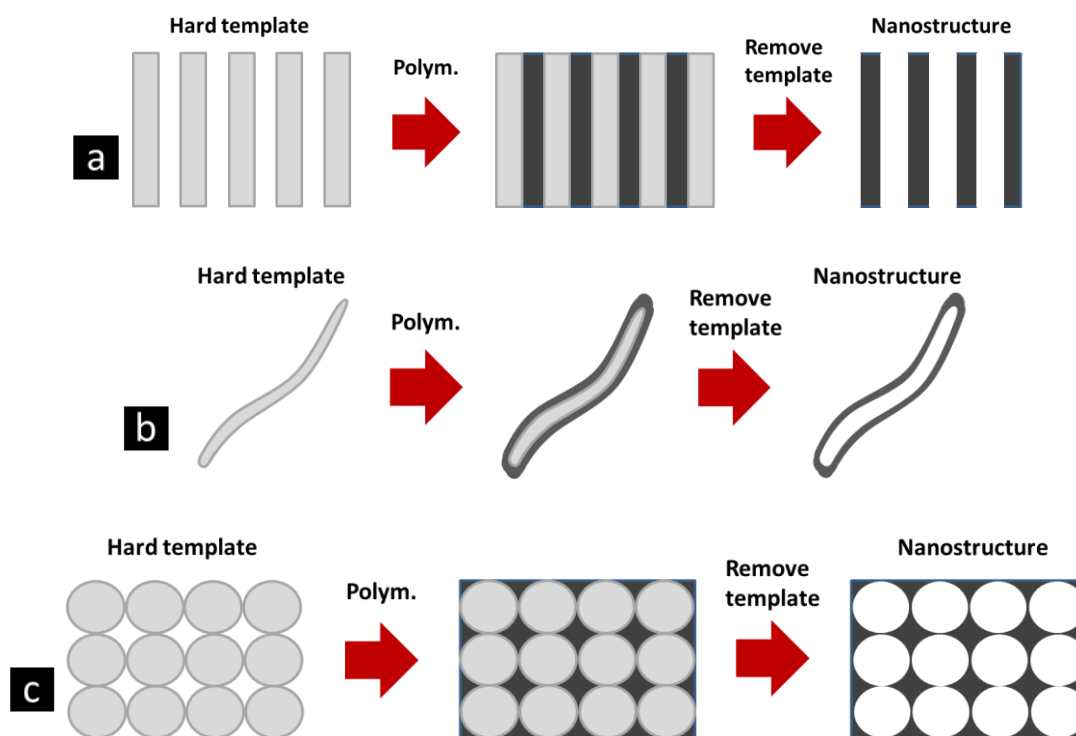 Hard template
Polym.
Remove
template
Nanostructure
a
Hard template
Polym.
Remove
template
Nanostructure
b
Hard template
Polym.
Remove
template
Nanostructure
c